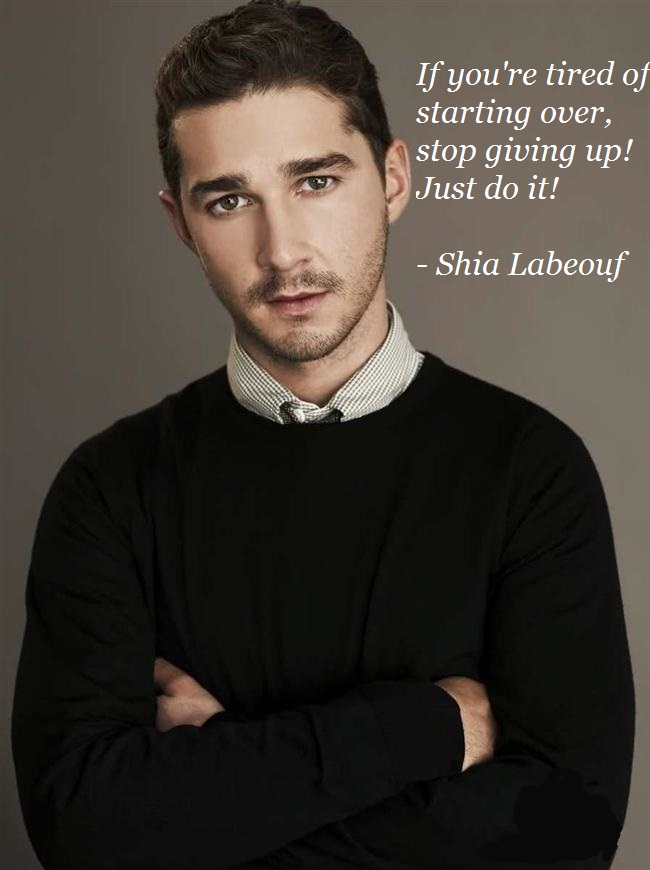 If you're tired of
starting over,
stop giving up!
Just do it!
- Shia Labeouf